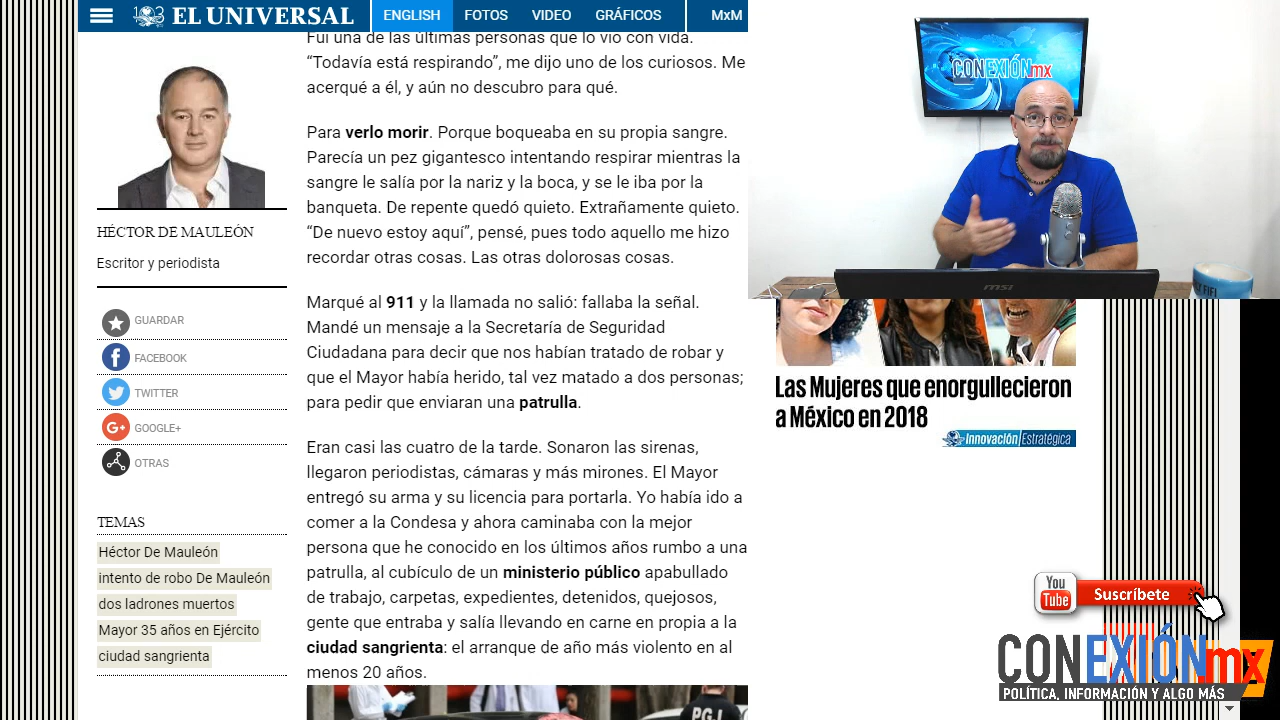 EL UNIVERSAL
ENGLISH
FOTOS
VIDEO
GRÁFICOS
MxM
HÉCTOR DE MAULEÓN
Escritor y periodista
GUARDAR
FACEBOOK
TWITTER
GOOGLE+
OTRAS
TEMAS
Héctor De Mauleón
intento de robo De Mauleón
dos ladrones muertos
Mayor 35 años en Ejército
ciudad sangrienta
Fui una de las últimas personas que lo vio con vida.
“Todavía está respirando”, me dijo uno de los curiosos. Me
acerqué a él, y aún no descubro para qué.
Para verlo morir. Porque boqueaba en su propia sangre.
Parecía un pez gigantesco intentando respirar mientras la
sangre le salía por la nariz y la boca, y se le iba por la
banqueta. De repente quedó quieto. Extrañamente quieto.
“De nuevo estoy aquí”, pensé, pues todo aquello me hizo
recordar otras cosas. Las otras dolorosas cosas.
Marqué al 911 y la llamada no salió: fallaba la señal.
Mandé un mensaje a la Secretaría de Seguridad
Ciudadana para decir que nos habían tratado de robar y
que el Mayor había herido, tal vez matado a dos personas;
para pedir que enviaran una patrulla.
Eran casi las cuatro de la tarde. Sonaron las sirenas,
llegaron periodistas, cámaras y más mirones. El Mayor
entregó su arma y su licencia para portarla. Yo había ido a
comer a la Condesa y ahora caminaba con la mejor
persona que he conocido en los últimos años rumbo a una
patrulla, al cubículo de un ministerio público apabullado
de trabajo, carpetas, expedientes, detenidos, quejosos,
gente que entraba y salía llevando en carne en propia a la
ciudad sangrienta: el arranque de año más violento en al
menos 20 años.
PGJ
CONEXIÓNmx
msi
FIFI
Las Mujeres que enorgullecieron
a México en 2018
Innovación Estratégica
You
Tube
Suscríbete
CONEXIÓNmx
POLÍTICA, INFORMACIÓN Y ALGO MÁS